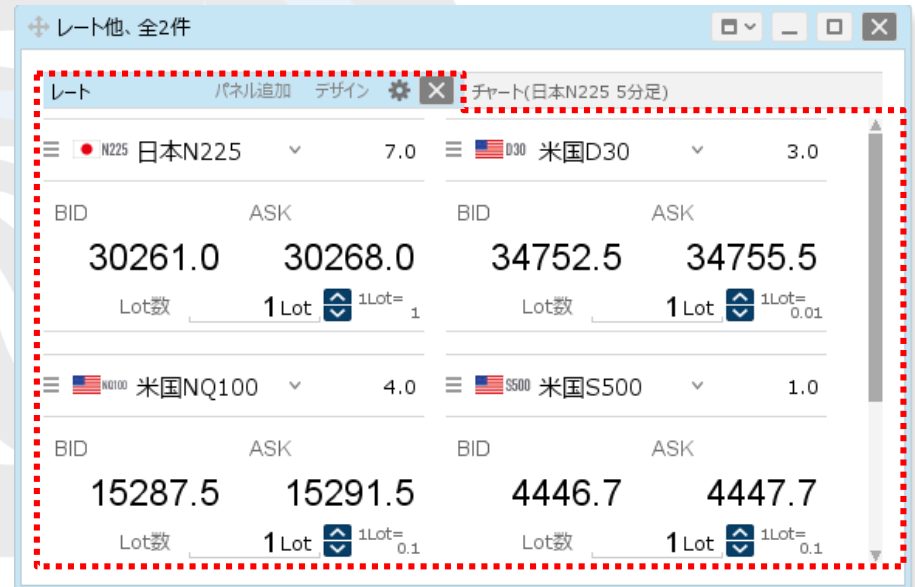 レート他、全2件
レート パネル追加 デザイン チャート(日本N225 5分足)
N225 日本N225 7.0 D30 米国D30 3.0
BID ASK BID ASK
30261.0 30268.0 34752.5 34755.5
Lot数 1 Lot 1Lot= 1 Lot数 1 Lot 1Lot= 0.01
NQ100 米国NQ100 4.0 S500 米国S500 1.0
BID ASK BID ASK
15287.5 15291.5 4446.7 4447.7
Lot数 1 Lot 1Lot= 0.1 Lot数 1 Lot 1Lot= 0.1